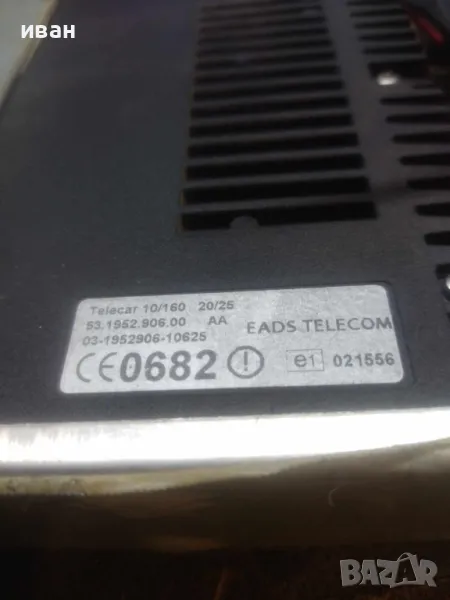 иван
Telecar 10/160 20/25
53.1952.906.00 AA
03-1952906-10625
EADS TELECOM
CE0682 ! e1 021556
BAZAR